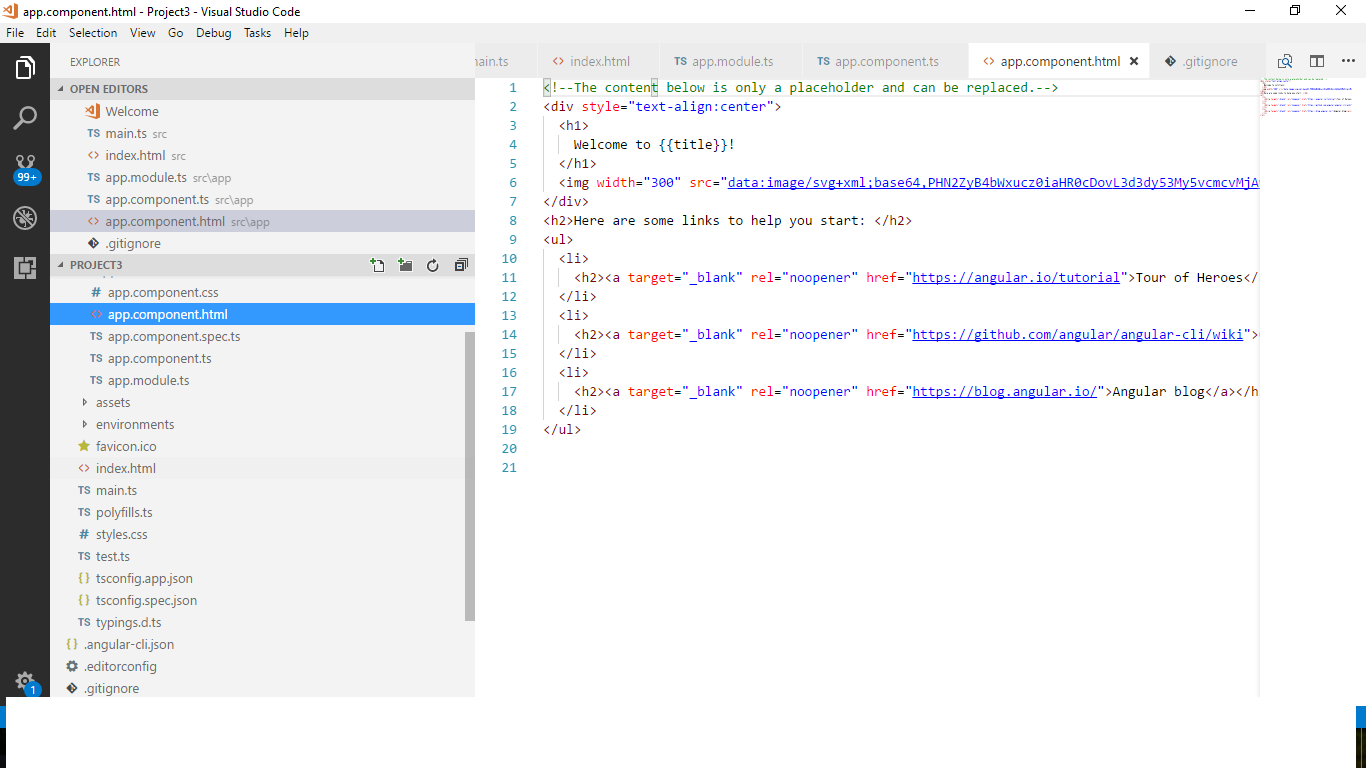 app.component.html - Project3 - Visual Studio Code
File Edit Selection View Go Debug Tasks Help
EXPLORER
OPEN EDITORS
Welcome
TS main.ts src
<> index.html src
TS app.module.ts src\app
TS app.component.ts src\app
<> app.component.html src\app
.gitignore
99+
PROJECT3
# app.component.css
<> app.component.html
TS app.component.spec.ts
TS app.component.ts
TS app.module.ts
assets
environments
favicon.ico
<> index.html
TS main.ts
TS polyfills.ts
# styles.css
TS test.ts
{} tsconfig.app.json
{} tsconfig.spec.json
TS typings.d.ts
{} .angular-cli.json
.editorconfig
.gitignore
1
ain.ts <> index.html TS app.module.ts TS app.component.ts <> app.component.html .gitignore
1 <!--The content below is only a placeholder and can be replaced.-->
2 <div style="text-align:center">
3 <h1>
4 Welcome to {{title}}!
5 </h1>
6 <img width="300" src="data:image/svg+xml;base64,PHN2ZyB4bWxucz0iaHR0cDovL3d3dy53My5vcmcvMjA
7 </div>
8 <h2>Here are some links to help you start: </h2>
9 <ul>
10 <li>
11 <h2><a target="_blank" rel="noopener" href="https://angular.io/tutorial">Tour of Heroes</
12 </li>
13 <li>
14 <h2><a target="_blank" rel="noopener" href="https://github.com/angular/angular-cli/wiki">
15 </li>
16 <li>
17 <h2><a target="_blank" rel="noopener" href="https://blog.angular.io/">Angular blog</a></h
18 </li>
19 </ul>
20
21